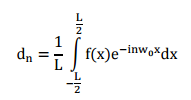 dₙ = 1/L ∫_{-L/2}^{L/2} f(x)e^{-inw₀x}dx